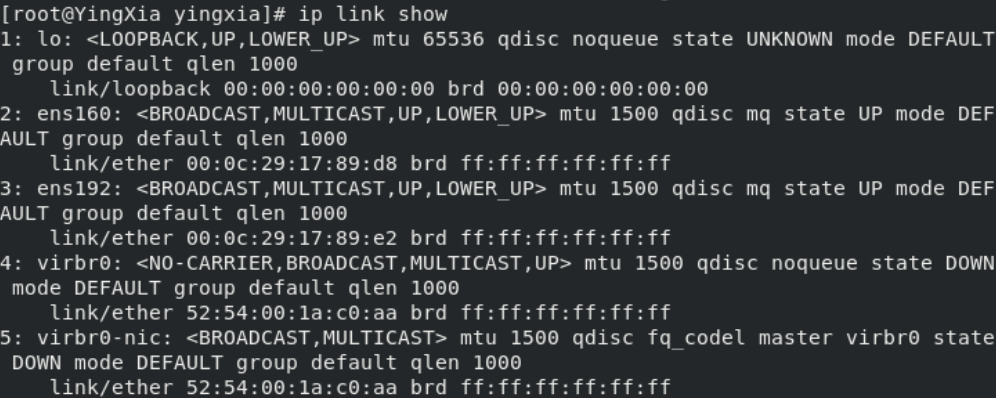 [root@YingXia yingxia]# ip link show
1: lo: <LOOPBACK,UP,LOWER_UP> mtu 65536 qdisc noqueue state UNKNOWN mode DEFAULT
 group default qlen 1000
    link/loopback 00:00:00:00:00:00 brd 00:00:00:00:00:00
2: ens160: <BROADCAST,MULTICAST,UP,LOWER_UP> mtu 1500 qdisc mq state UP mode DEF
AULT group default qlen 1000
    link/ether 00:0c:29:17:89:d8 brd ff:ff:ff:ff:ff:ff
3: ens192: <BROADCAST,MULTICAST,UP,LOWER_UP> mtu 1500 qdisc mq state UP mode DEF
AULT group default qlen 1000
    link/ether 00:0c:29:17:89:e2 brd ff:ff:ff:ff:ff:ff
4: virbr0: <NO-CARRIER,BROADCAST,MULTICAST,UP> mtu 1500 qdisc noqueue state DOWN
 mode DEFAULT group default qlen 1000
    link/ether 52:54:00:1a:c0:aa brd ff:ff:ff:ff:ff:ff
5: virbr0-nic: <BROADCAST,MULTICAST> mtu 1500 qdisc fq_codel master virbr0 state
 DOWN mode DEFAULT group default qlen 1000
    link/ether 52:54:00:1a:c0:aa brd ff:ff:ff:ff:ff:ff